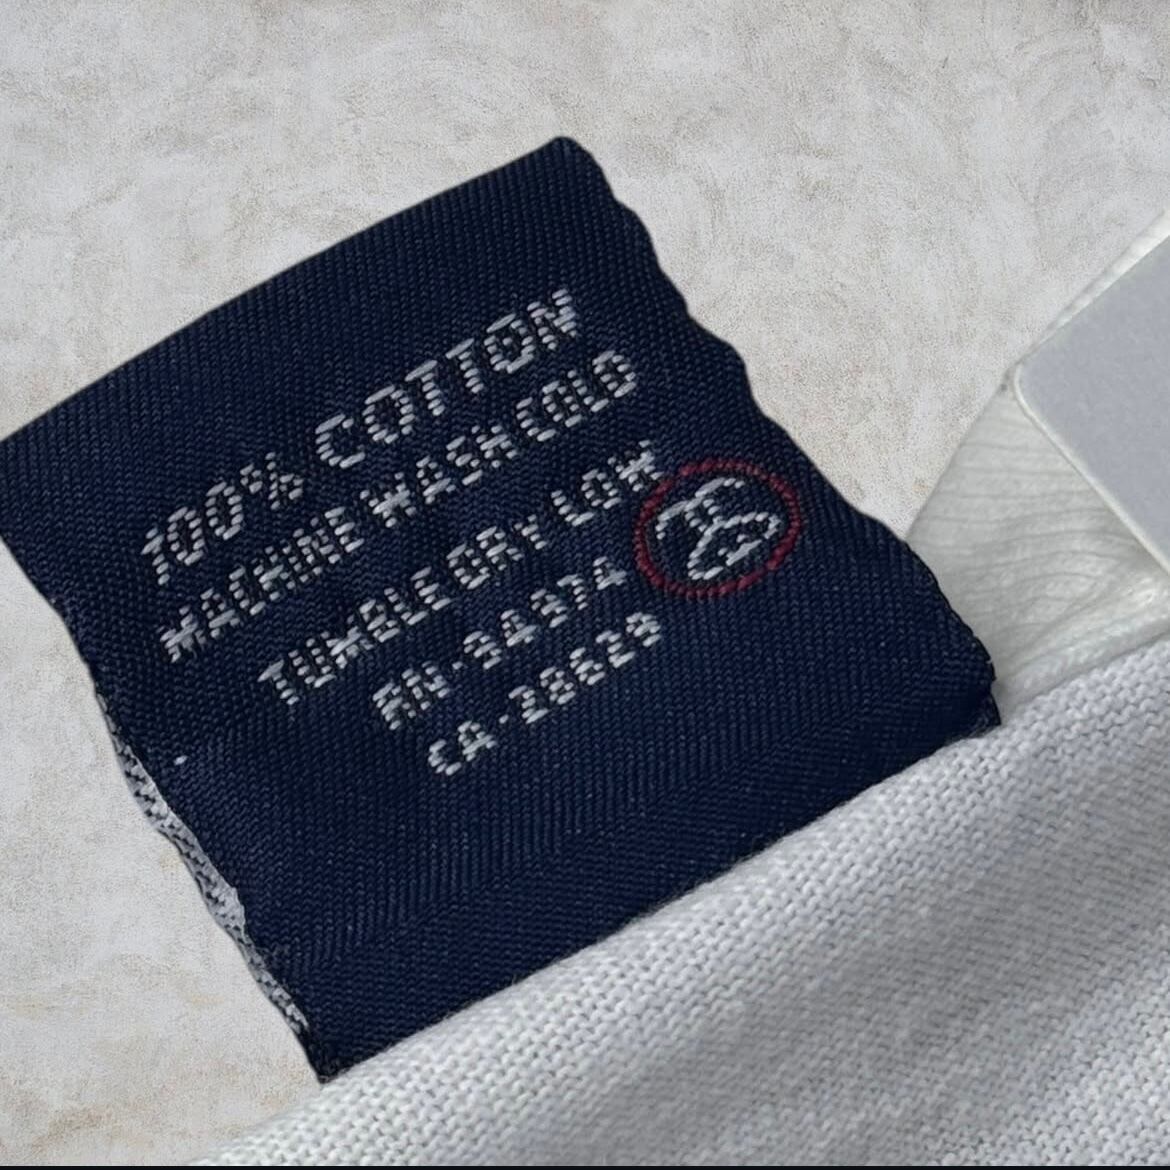 100% COTTON
MACHINE WASH COLD
TUMBLE DRY LOW
RN-94974
CA-28629